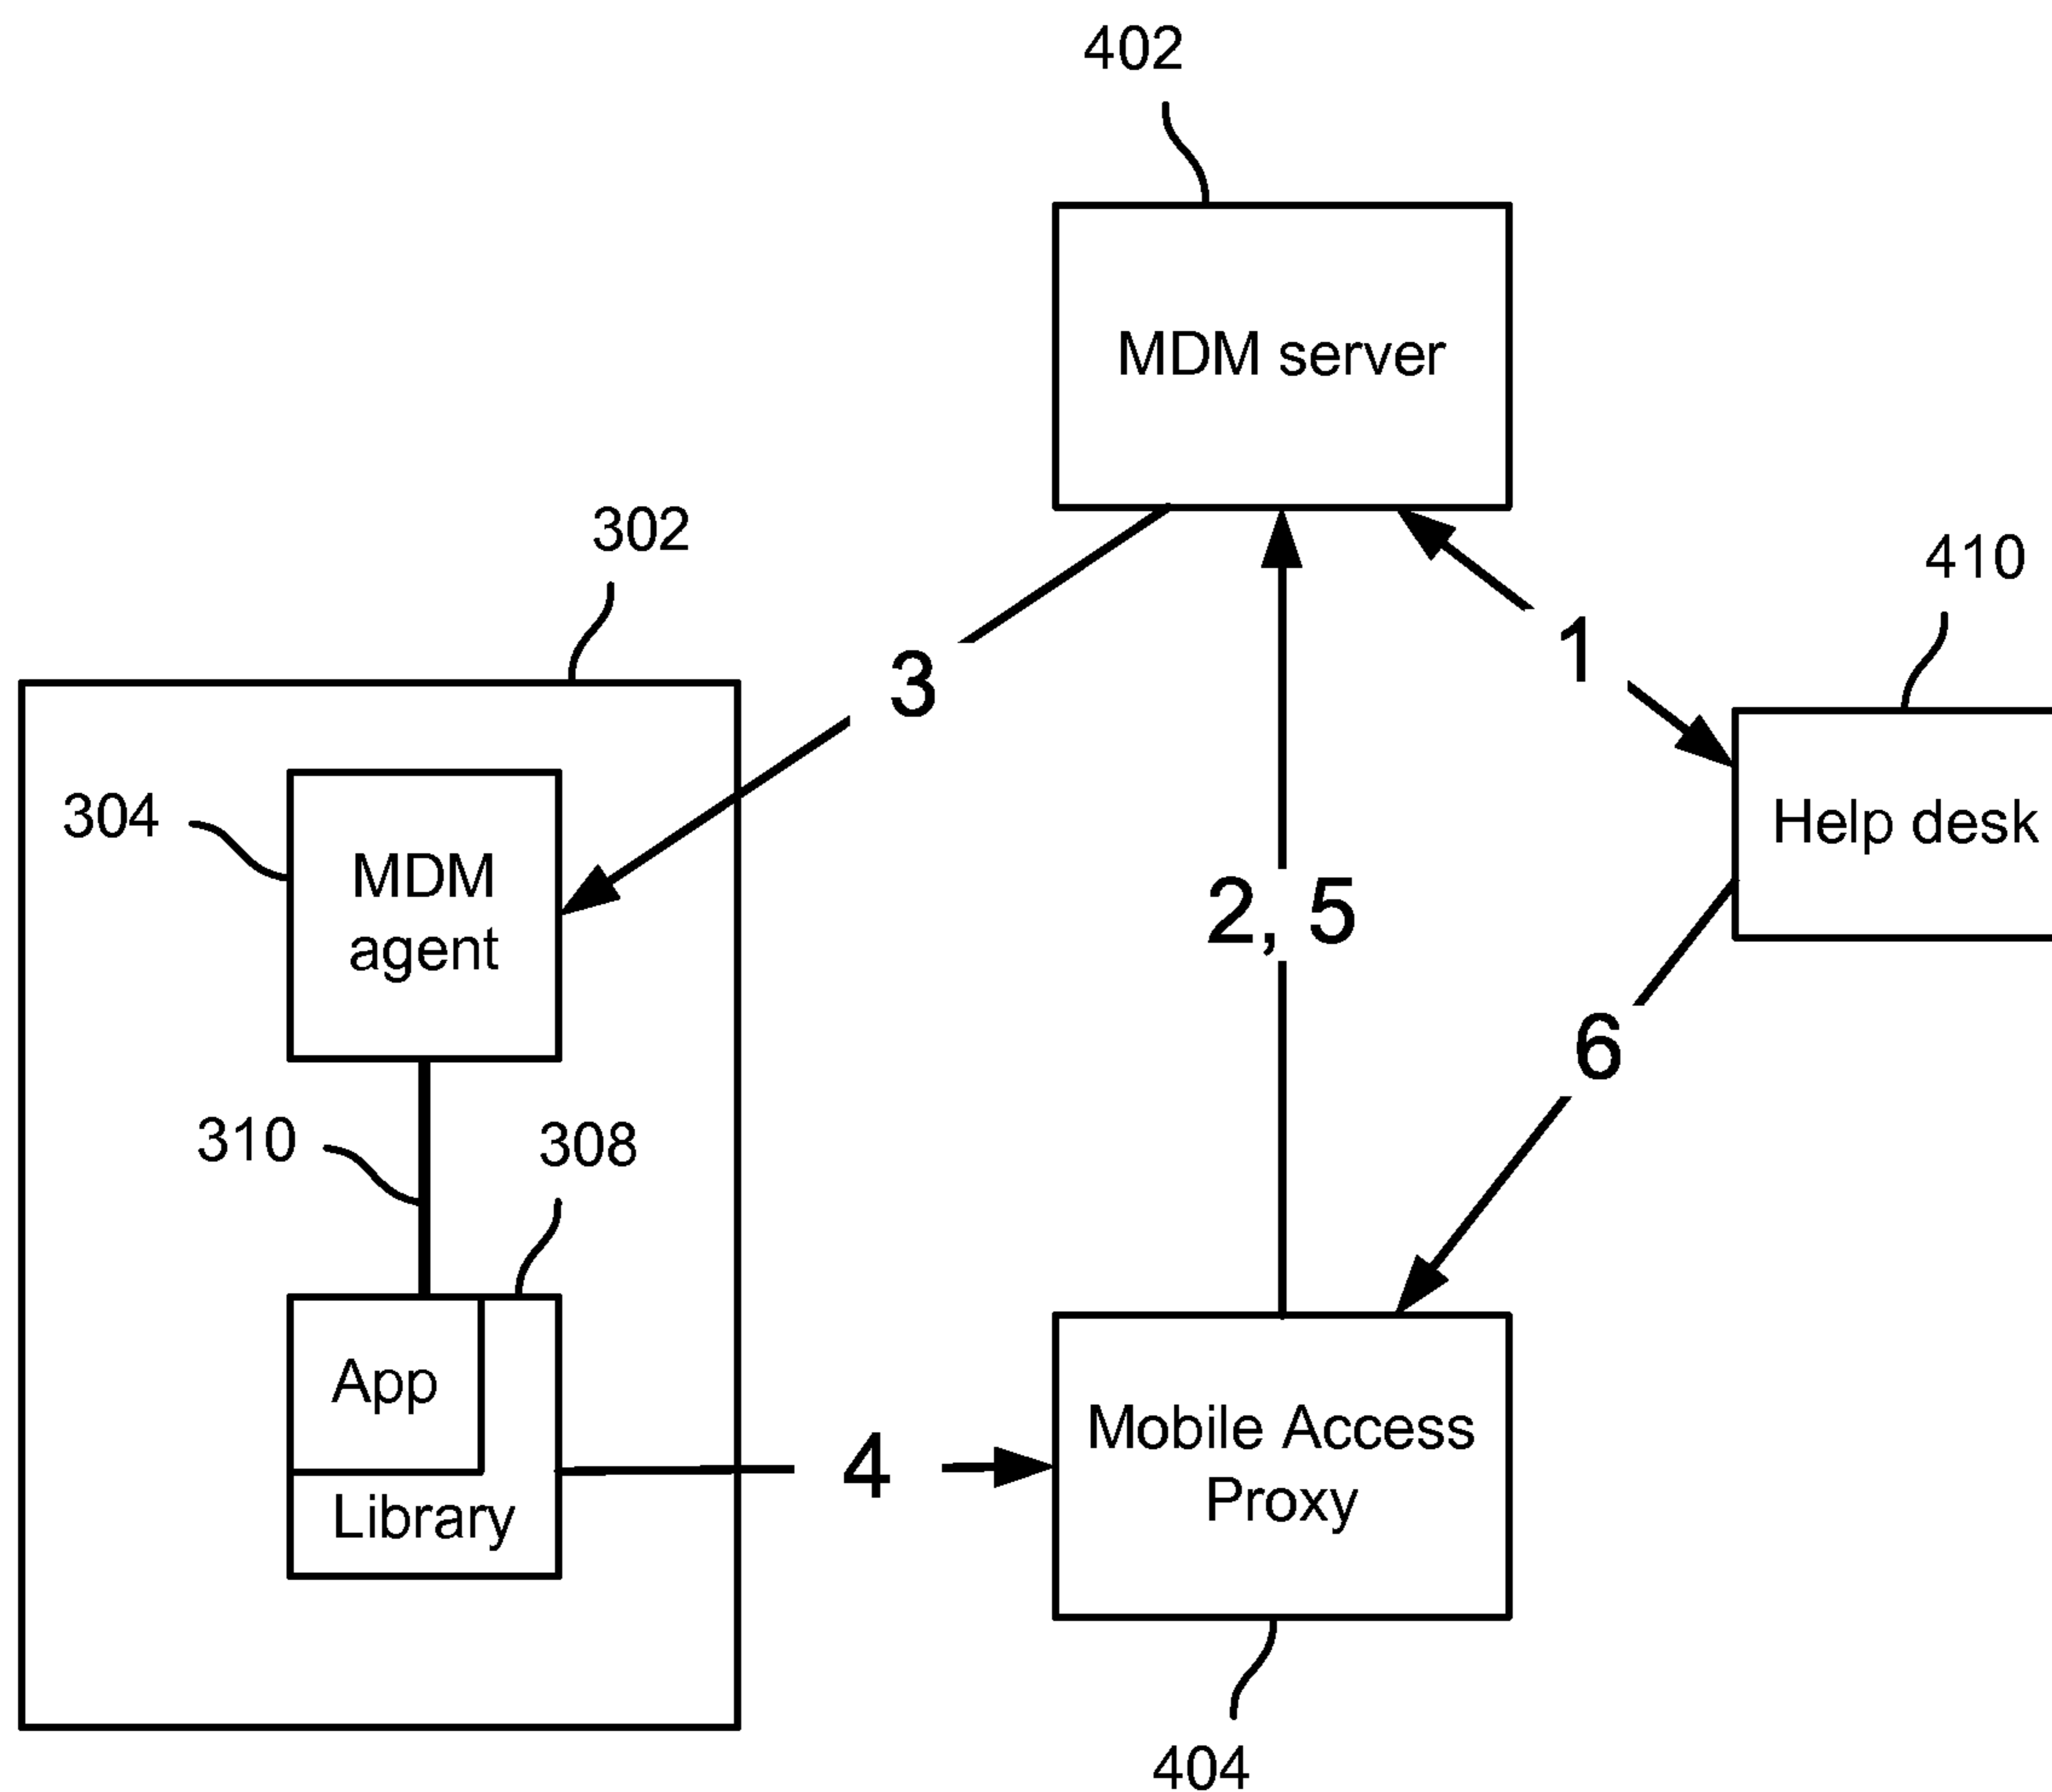 402
MDM server
302
410
3
1
304
MDM
agent
Help desk
2, 5
6
310
308
App
Library
4
Mobile Access
Proxy
404